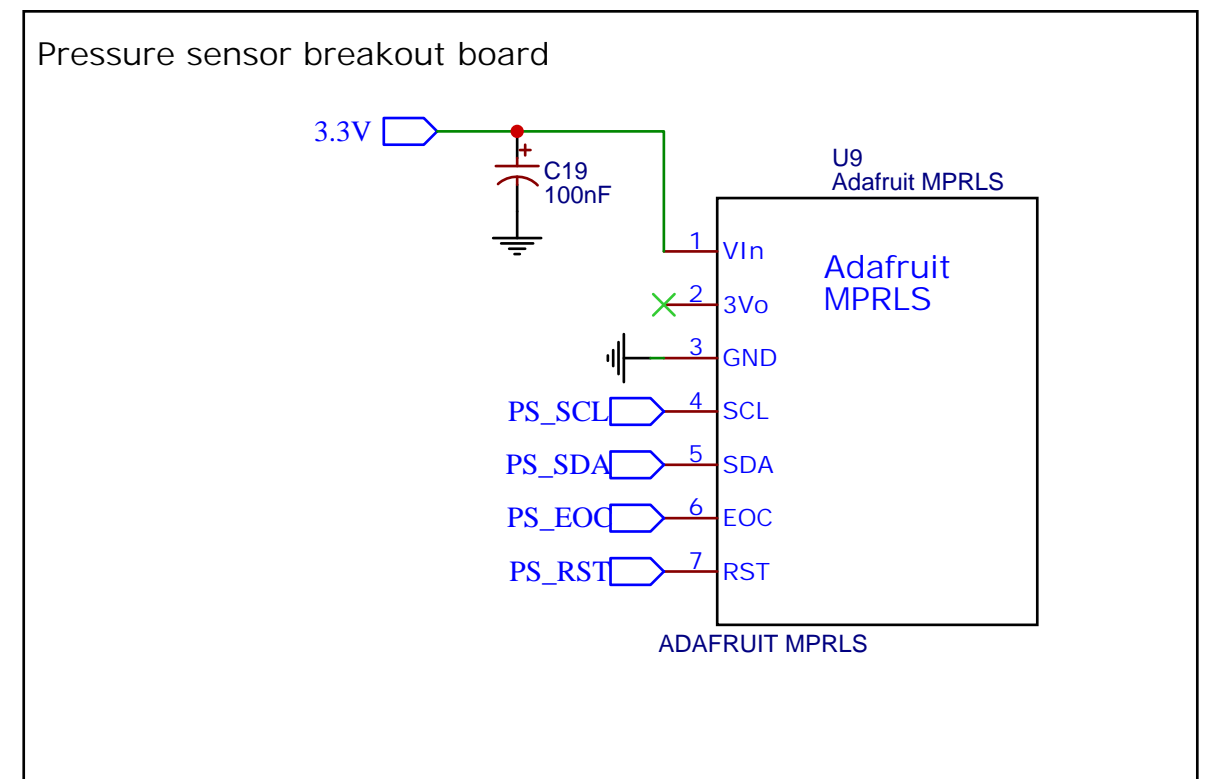 Pressure sensor breakout board
3.3V
+
C19
100nF
U9
Adafruit MPRLS
Adafruit
MPRLS
1 VIn
2 3Vo
3 GND
PS_SCL 4 SCL
PS_SDA 5 SDA
PS_EOC 6 EOC
PS_RST 7 RST
ADAFRUIT MPRLS